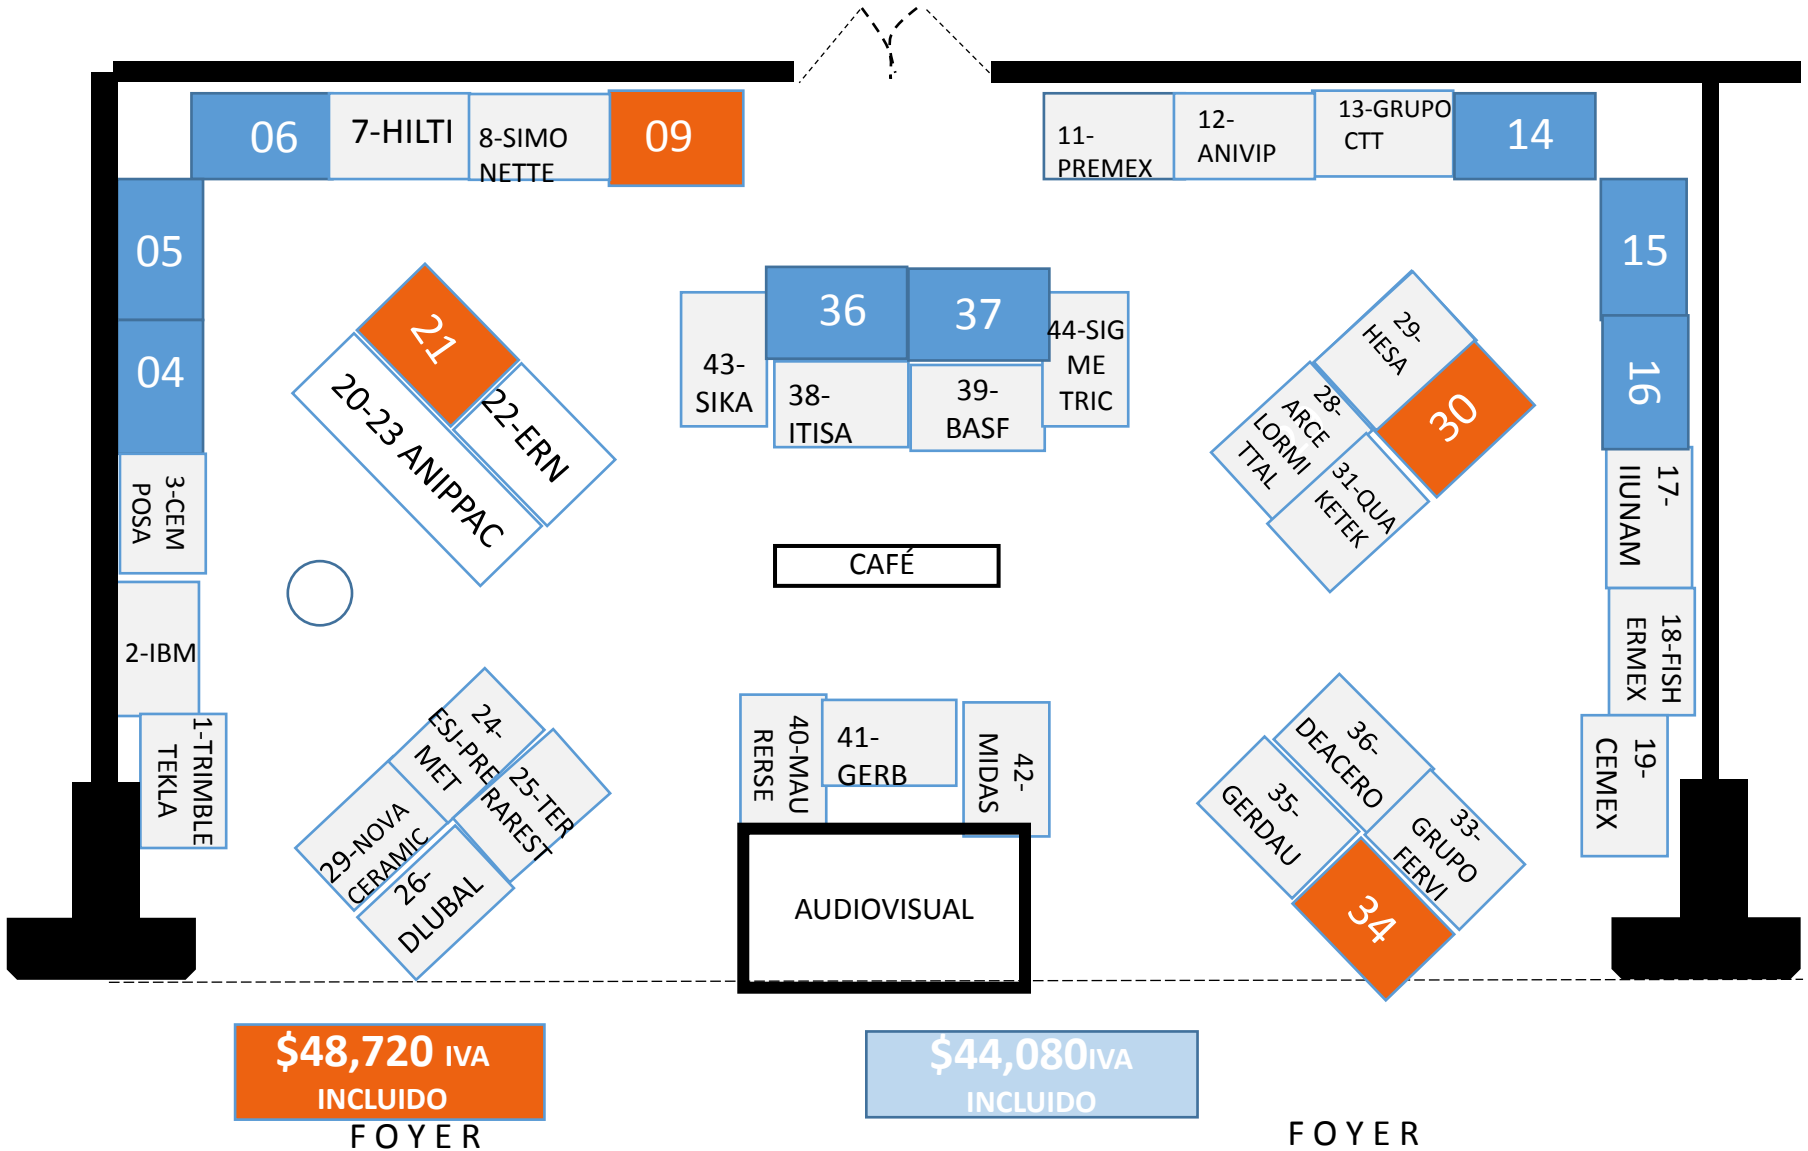 06
7-HILTI
8-SIMO
NETTE
09
11-
PREMEX
12-
ANIVIP
13-GRUPO
CTT
14
05
04
3-CEM
POSA
2-IBM
1-TRIMBLE
TEKLA
21
22-ERN
20-23 ANIPPAC
43-
SIKA
36
37
38-
ITISA
39-
BASF
44-SIG
ME
TRIC
29-
HESA
30
28-
ARCE
LORMI
TTAL
31-QUA
KETEK
15
16
17-
IIUNAM
18-FISH
ERMEX
19-
CEMEX
CAFÉ
24-
ESJ-PRE
MET
25-TER
RAREST
29-NOVA
CERAMIC
26-
DLUBAL
40-MAU
RERSE
41-
GERB
42-
MIDAS
AUDIOVISUAL
36-
DEACERO
35-
GERDAU
33-
GRUPO
FERVI
34
$48,720 IVA
INCLUIDO
$44,080IVA
INCLUIDO
FOYER
FOYER